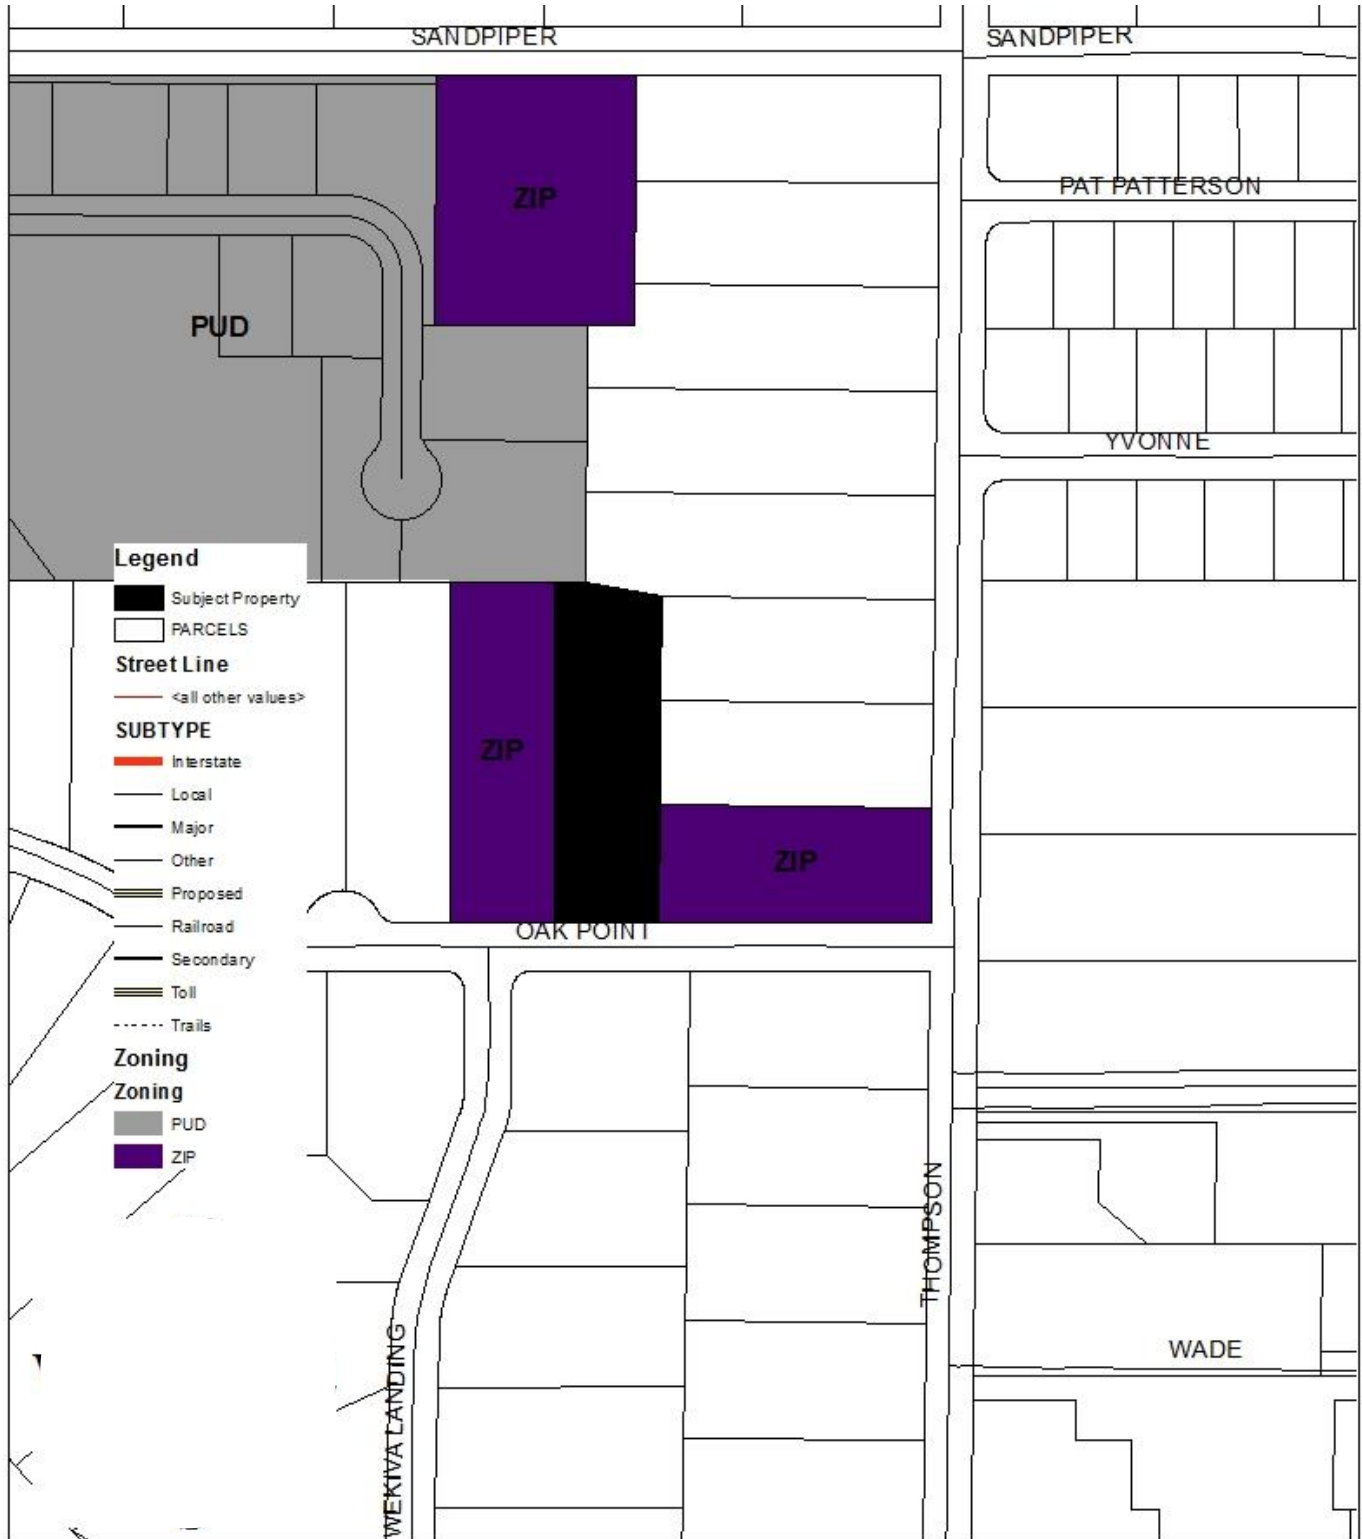 SANDPIPER
SANDPIPER
ZIP
PAT PATTERSON
PUD
YVONNE
Legend
Subject Property
PARCELS
Street Line
<all other values>
SUBTYPE
Interstate
Local
Major
Other
Proposed
Railroad
Secondary
Toll
Trails
Zoning
Zoning
PUD
ZIP
ZIP
ZIP
OAK POINT
THOMPSON
WADE
WEKIVA LANDING